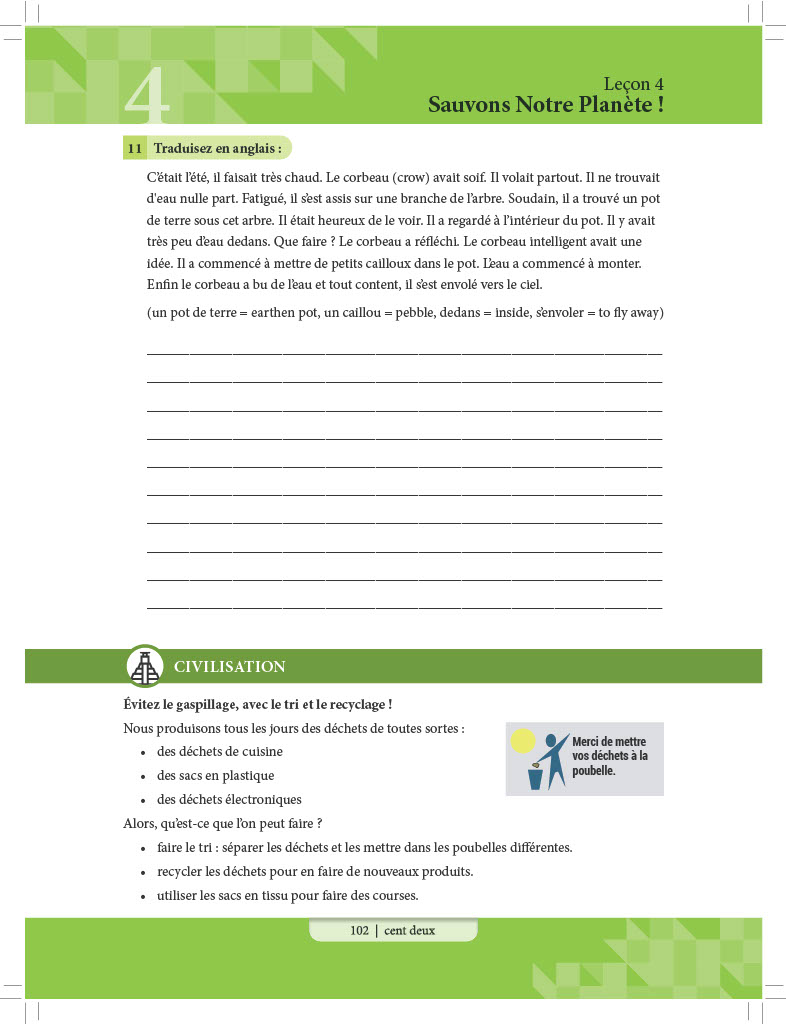 4
Leçon 4
Sauvons Notre Planète !
11 Traduisez en anglais :
C'était l'été, il faisait très chaud. Le corbeau (crow) avait soif. Il volait partout. Il ne trouvait
d'eau nulle part. Fatigué, il s'est assis sur une branche de l'arbre. Soudain, il a trouvé un pot
de terre sous cet arbre. Il était heureux de le voir. Il a regardé à l'intérieur du pot. Il y avait
très peu d'eau dedans. Que faire ? Le corbeau a réfléchi. Le corbeau intelligent avait une
idée. Il a commencé à mettre de petits cailloux dans le pot. L'eau a commencé à monter.
Enfin le corbeau a bu de l'eau et tout content, il s'est envolé vers le ciel.
(un pot de terre = earthen pot, un caillou = pebble, dedans = inside, s'envoler = to fly away)
CIVILISATION
Évitez le gaspillage, avec le tri et le recyclage !
Nous produisons tous les jours des déchets de toutes sortes :
• des déchets de cuisine
• des sacs en plastique
• des déchets électroniques
Merci de mettre
vos déchets à la
poubelle.
Alors, qu'est-ce que l'on peut faire ?
• faire le tri : séparer les déchets et les mettre dans les poubelles différentes.
• recycler les déchets pour en faire de nouveaux produits.
• utiliser les sacs en tissu pour faire des courses.
102 | cent deux